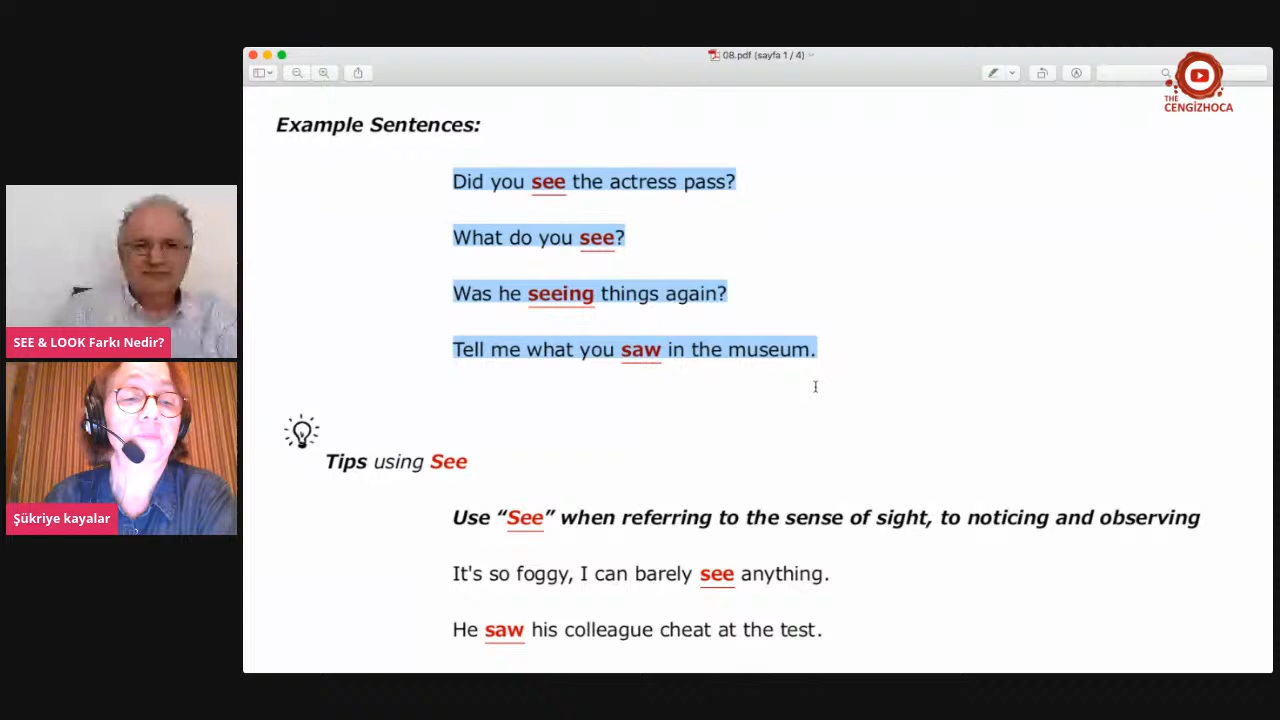 08.pdf (sayfa 1 / 4)
THE
CENGİZHOCA
Example Sentences:
Did you see the actress pass?
What do you see?
Was he seeing things again?
Tell me what you saw in the museum.
SEE & LOOK Farkı Nedir?
Tips using See
Şükriye kayalar
Use “See” when referring to the sense of sight, to noticing and observing
It's so foggy, I can barely see anything.
He saw his colleague cheat at the test.